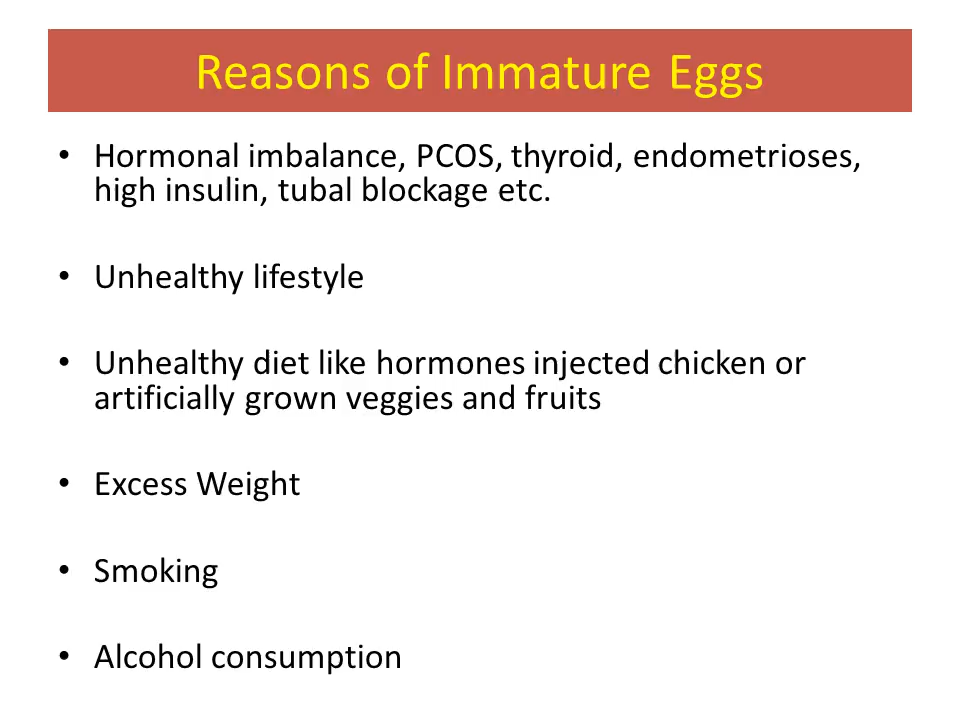 Reasons of Immature Eggs
• Hormonal imbalance, PCOS, thyroid, endometrioses,
high insulin, tubal blockage etc.
• Unhealthy lifestyle
• Unhealthy diet like hormones injected chicken or
artificially grown veggies and fruits
• Excess Weight
• Smoking
• Alcohol consumption